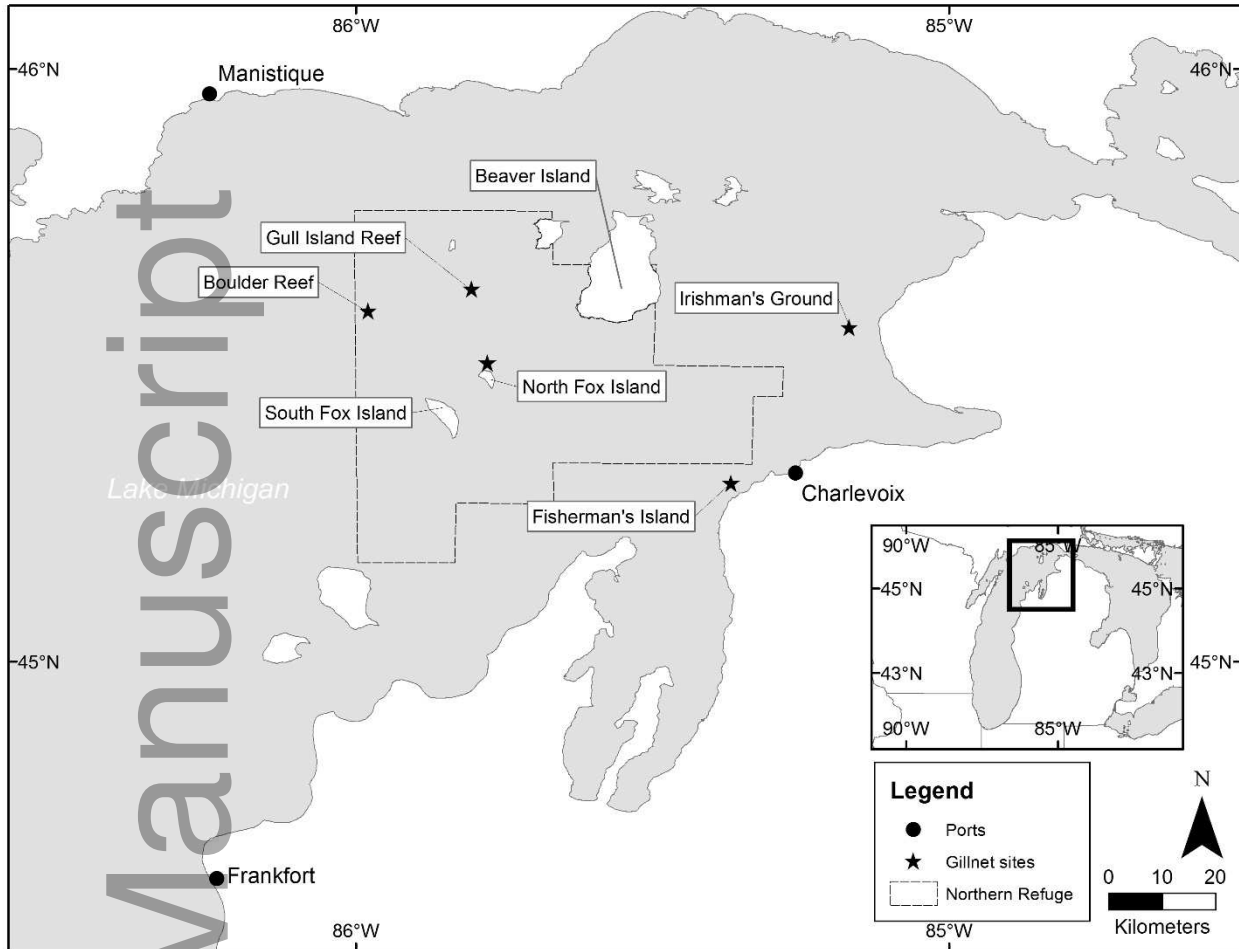 86°W
85°W
46°N
46°N
Manistique
Beaver Island
Gull Island Reef
Boulder Reef
Irishman's Ground
North Fox Island
South Fox Island
Lake Michigan
Charlevoix
Fisherman's Island
90°W
85°W
45°N
45°N
43°N
43°N
90°W
85°W
45°N
45°N
Legend
Ports
Gillnet sites
Northern Refuge
N
0 10 20
Kilometers
Frankfort
86°W
85°W
Manuscript